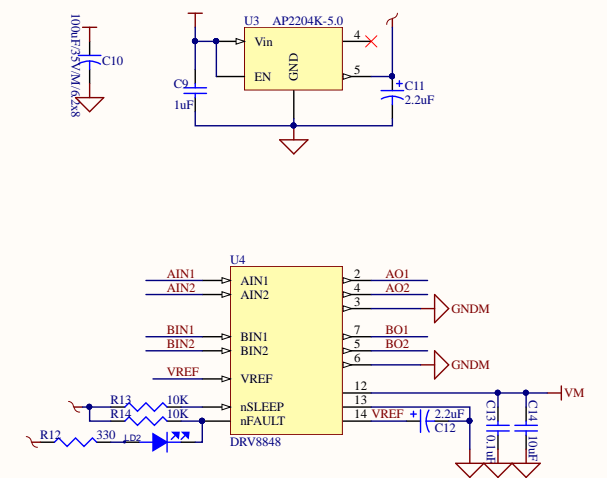 U3 AP2204K-5.0
Vin
EN
GND
4
5
100uF/35V/M/6.2x8
C10
C9
1uF
C11
2.2uF
U4
AIN1 AIN1 2 AO1
AIN2 AIN2 4 AO2
3 GNDM
BIN1 BIN1 7 BO1
BIN2 BIN2 5 BO2
6 GNDM
VREF VREF
12 VM
R13 10K nSLEEP 13
R14 10K nFAULT 14 VREF 2.2uF
C12
R12 330 LD2 DRV8848
C13
0.1uF
C14
10uF